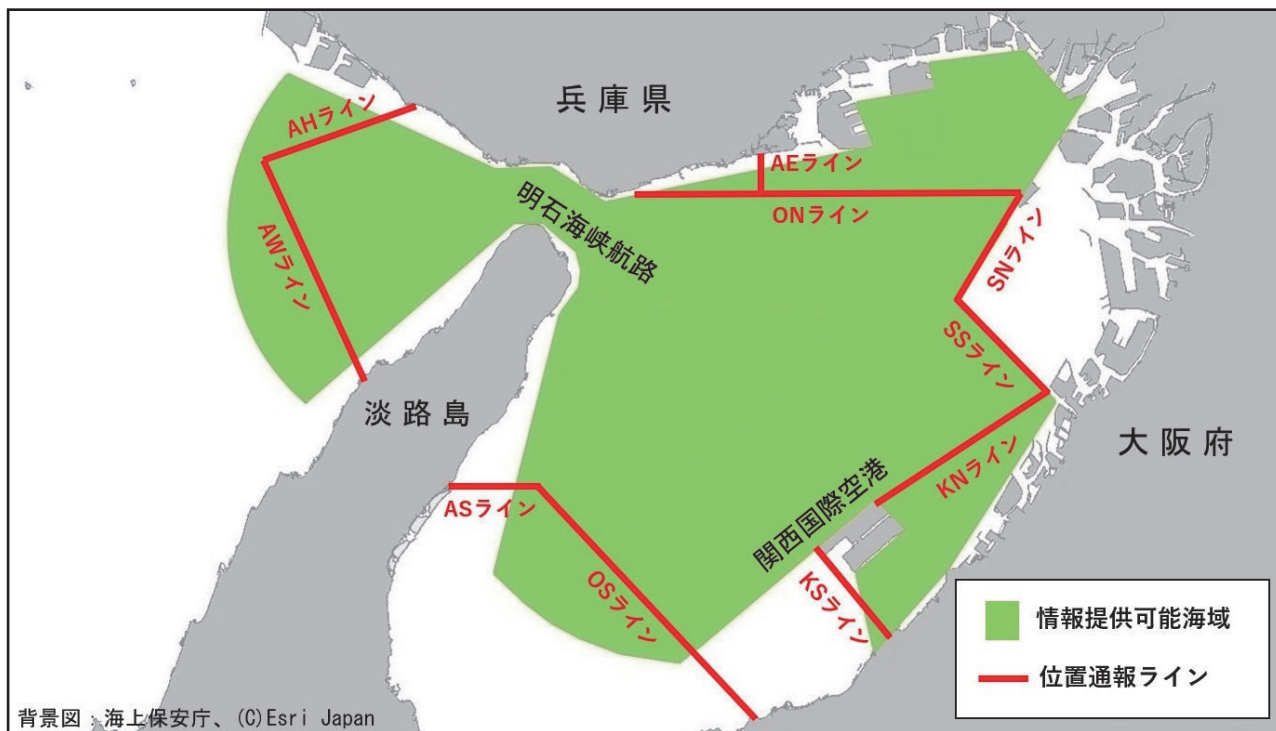 兵庫県
AHライン
AEライン
ONライン
明石海峡航路
AWライン
SNライン
SSライン
淡路島
大阪府
KNライン
関西国際空港
ASライン
OSライン
KSライン
情報提供可能海域
位置通報ライン
背景図:海上保安庁、(C)Esri Japan